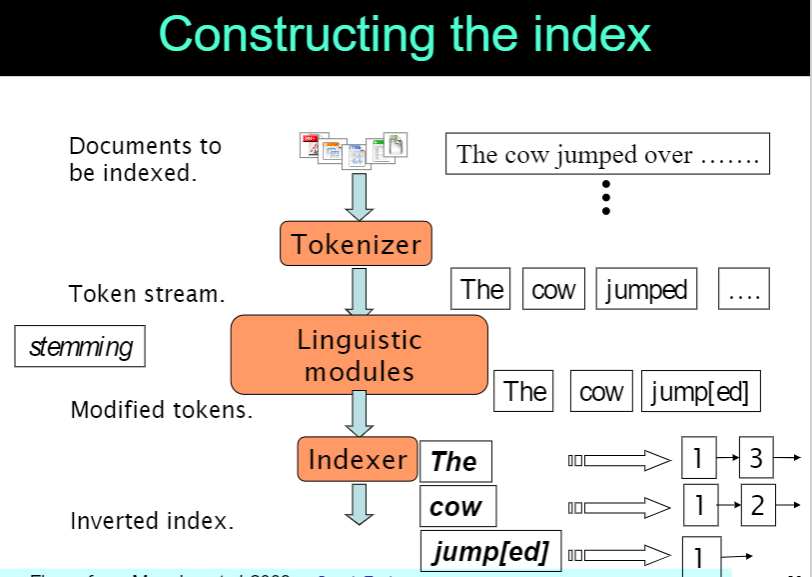 Constructing the index
Documents to
be indexed.
The cow jumped over …….
Tokenizer
Token stream.
The cow jumped ….
stemming
Linguistic
modules
Modified tokens.
The cow jump[ed]
Indexer
The 1 3
cow 1 2
Inverted index.
jump[ed] 1